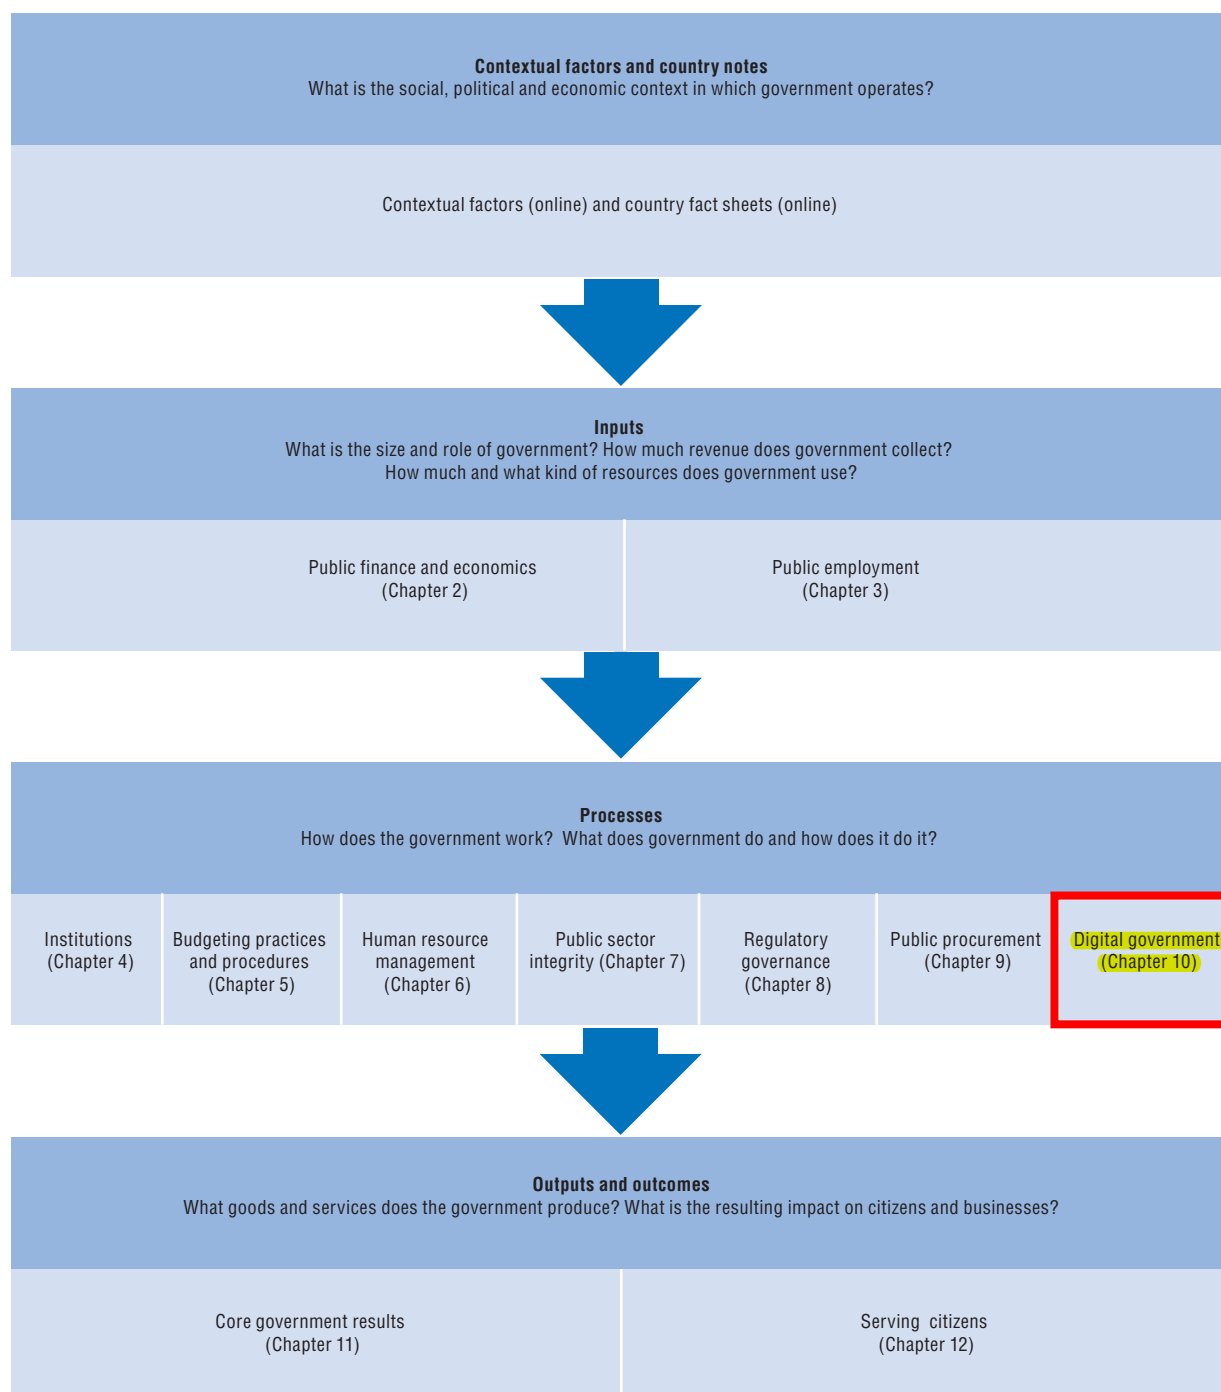 Contextual factors and country notes
What is the social, political and economic context in which government operates?
Contextual factors (online) and country fact sheets (online)
Inputs
What is the size and role of government? How much revenue does government collect?
How much and what kind of resources does government use?
Public finance and economics
(Chapter 2)
Public employment
(Chapter 3)
Processes
How does the government work?  What does government do and how does it do it?
Institutions
(Chapter 4)
Budgeting practices
and procedures
(Chapter 5)
Human resource
management
(Chapter 6)
Public sector
integrity (Chapter 7)
Regulatory
governance
(Chapter 8)
Public procurement
(Chapter 9)
Digital government
(Chapter 10)
Outputs and outcomes
What goods and services does the government produce? What is the resulting impact on citizens and businesses?
Core government results
(Chapter 11)
Serving  citizens
(Chapter 12)